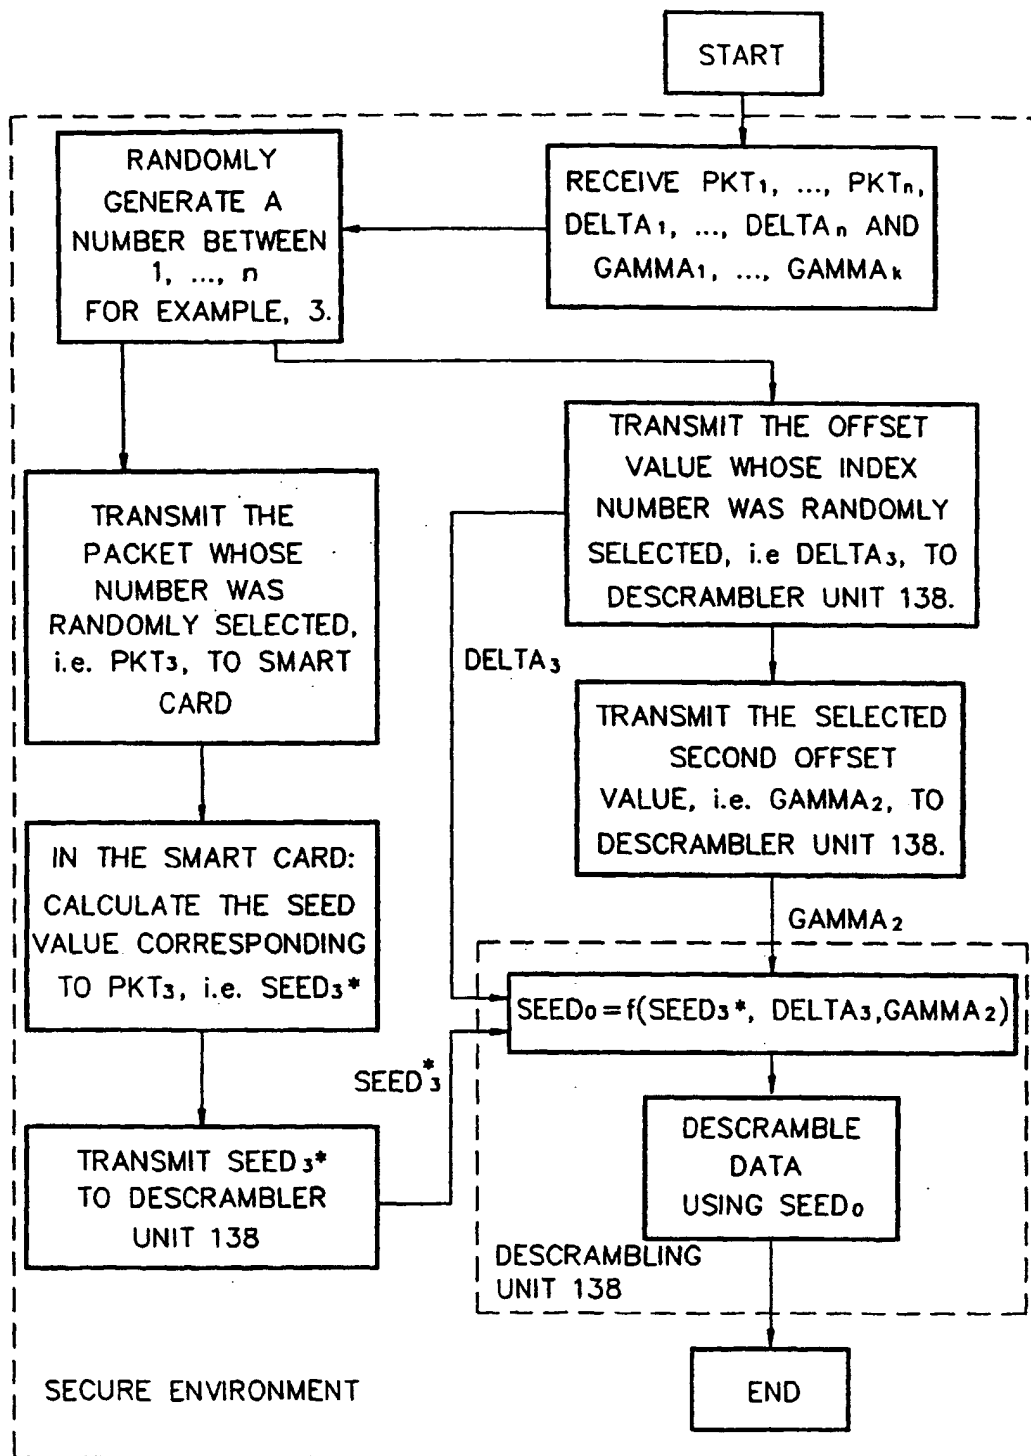 START
RECEIVE PKT₁, ..., PKTₙ,
DELTA₁, ..., DELTAₙ AND
GAMMA₁, ..., GAMMAₖ
RANDOMLY
GENERATE A
NUMBER BETWEEN
1, ..., n
FOR EXAMPLE, 3.
TRANSMIT THE OFFSET
VALUE WHOSE INDEX
NUMBER WAS RANDOMLY
SELECTED, i.e DELTA₃, TO
DESCRAMBLER UNIT 138.
TRANSMIT THE
PACKET WHOSE
NUMBER WAS
RANDOMLY SELECTED,
i.e. PKT₃, TO SMART
CARD
DELTA₃
TRANSMIT THE SELECTED
SECOND OFFSET
VALUE, i.e. GAMMA₂, TO
DESCRAMBLER UNIT 138.
IN THE SMART CARD:
CALCULATE THE SEED
VALUE CORRESPONDING
TO PKT₃, i.e. SEED₃*
GAMMA₂
SEED₀=f(SEED₃*, DELTA₃,GAMMA₂)
SEED₃*
TRANSMIT SEED₃*
TO DESCRAMBLER
UNIT 138
DESCRAMBLE
DATA
USING SEED₀
DESCRAMBLING
UNIT 138
SECURE ENVIRONMENT
END